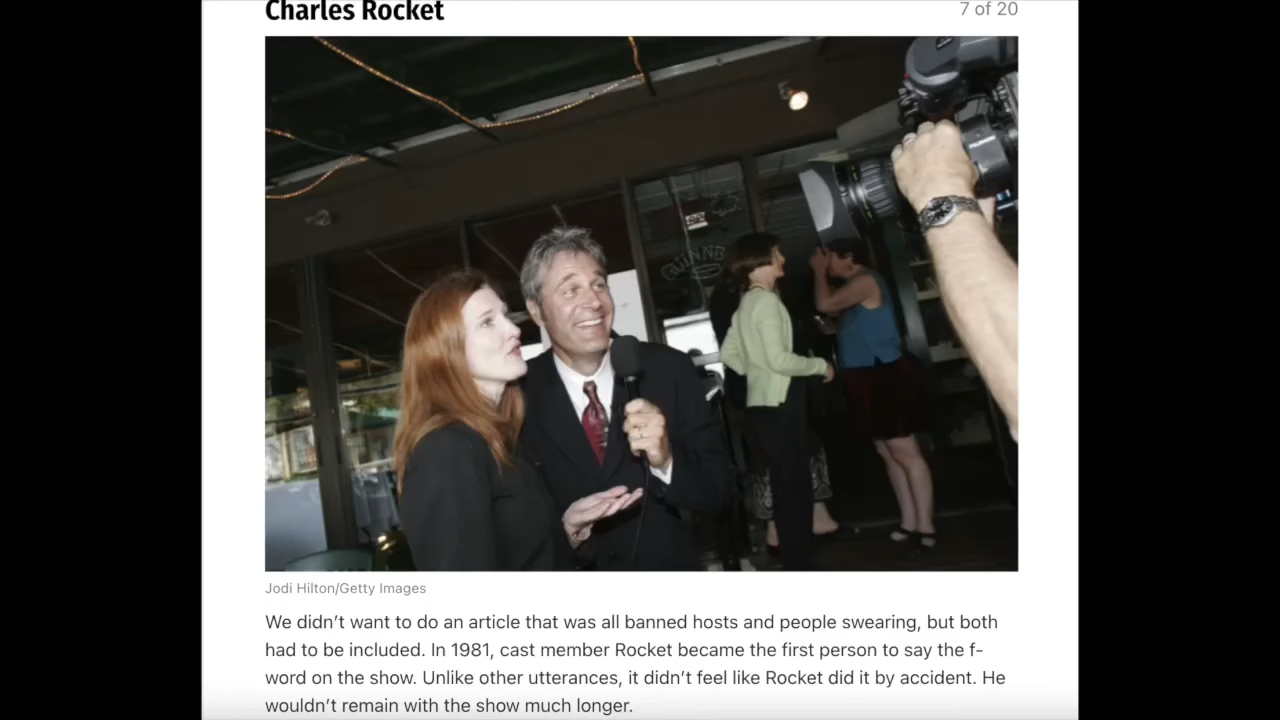 Charles Rocket
7 of 20
GUINNE
Jodi Hilton/Getty Images
We didn’t want to do an article that was all banned hosts and people swearing, but both
had to be included. In 1981, cast member Rocket became the first person to say the f-
word on the show. Unlike other utterances, it didn’t feel like Rocket did it by accident. He
wouldn’t remain with the show much longer.